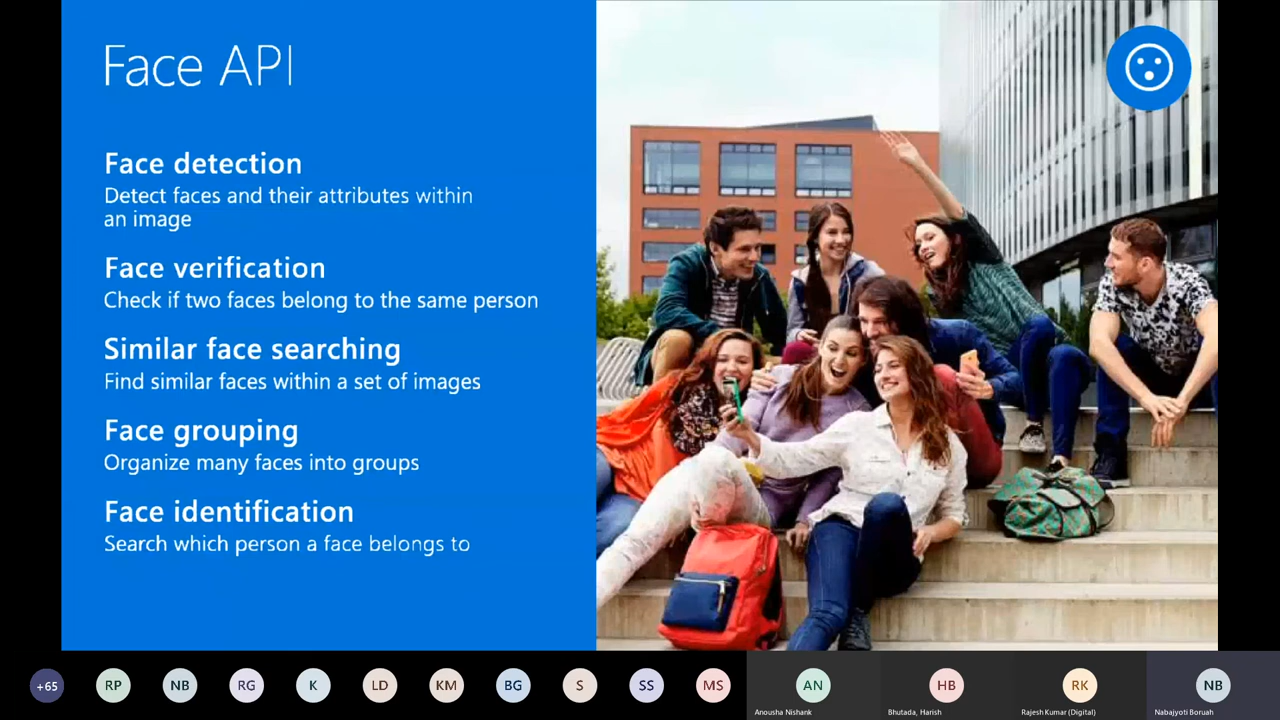 Face API
Face detection
Detect faces and their attributes within
an image
Face verification
Check if two faces belong to the same person
Similar face searching
Find similar faces within a set of images
Face grouping
Organize many faces into groups
Face identification
Search which person a face belongs to
+65
RP
NB
RG
K
LD
KM
BG
S
SS
MS
AN
HB
RK
NB
Anousha Nishank
Bhutada, Harish
Rajesh Kumar (Digital)
Nabajyoti Boruah